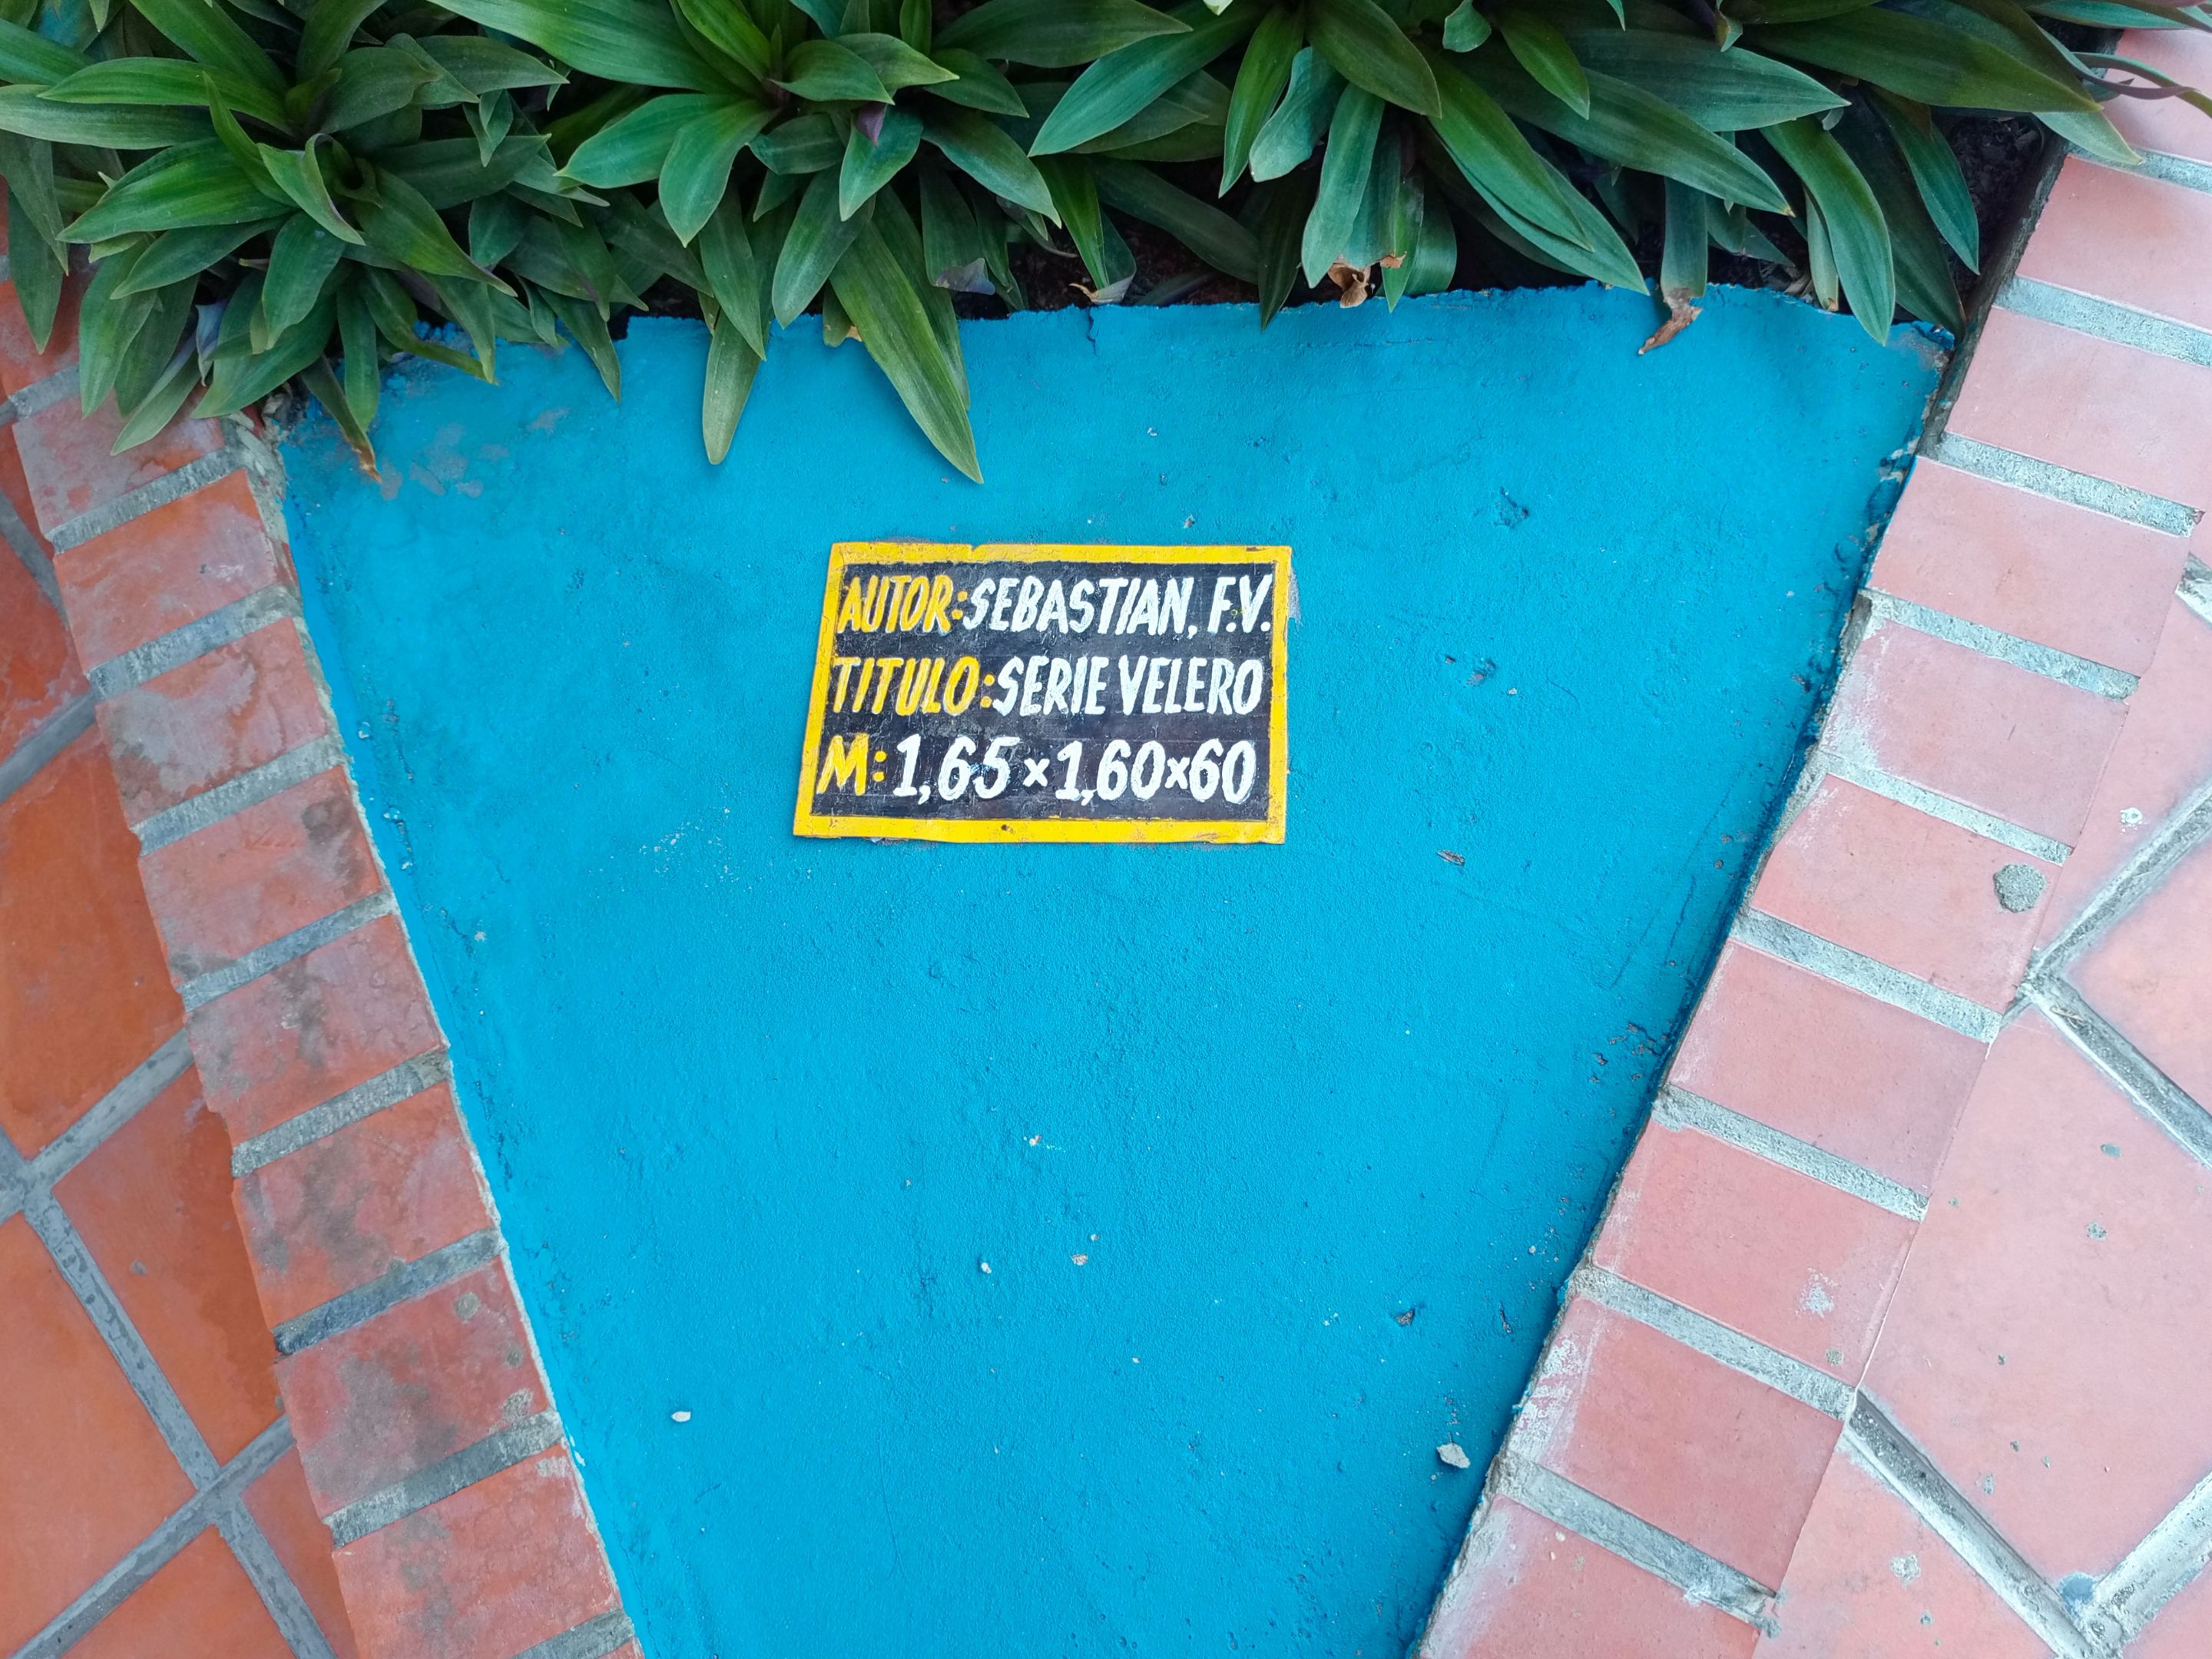 AUTOR: SEBASTIAN, F.V.
TITULO: SERIE VELERO
M: 1,65 x 1,60 x 60